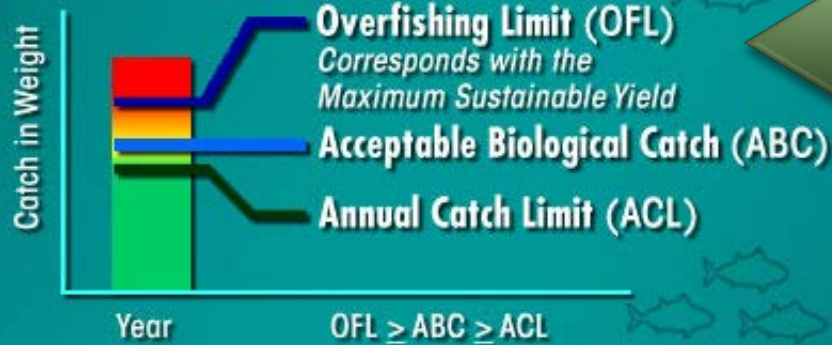 Catch in Weight
Overfishing Limit (OFL)
Corresponds with the
Maximum Sustainable Yield
Acceptable Biological Catch (ABC)
Annual Catch Limit (ACL)
Year
OFL ≥ ABC ≥ ACL